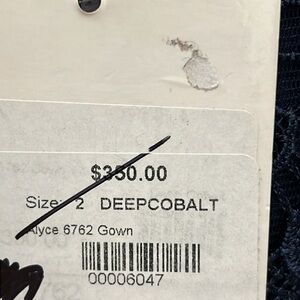 $350.00
Size: 2 DEEPCOBALT
Alyce 6762 Gown
00006047